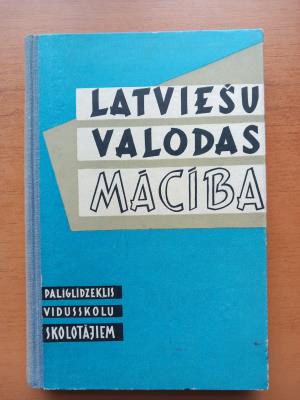 LATVIEŠU
VALODAS
MĀCĪBA
PALĪGLĪDZEKLIS
VIDUSSKOLU
SKOLOTĀJIEM